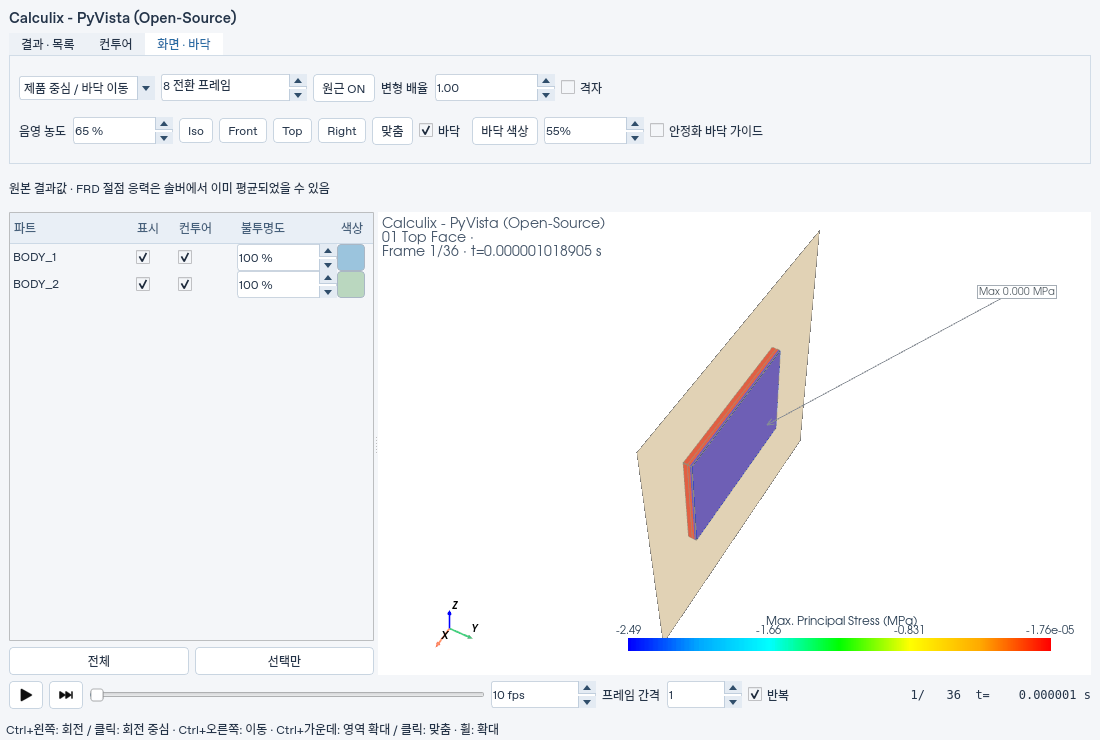 Calculix - PyVista (Open-Source)
결과 · 목록 컨투어 화면 · 바닥
제품 중심 / 바닥 이동 8 전환 프레임 원근 ON 변형 배율 1.00 격자
음영 농도 65 % Iso Front Top Right 맞춤 바닥 바닥 색상 55% 안정화 바닥 가이드
원본 결과값 · FRD 절점 응력은 솔버에서 이미 평균되었을 수 있음
파트 표시 컨투어 불투명도 색상
BODY_1 100 %
BODY_2 100 %
전체 선택만
Calculix - PyVista (Open-Source)
01 Top Face ·
Frame 1/36 · t=0.000001018905 s
Max 0.000 MPa
Z
X Y
Max. Principal Stress (MPa)
-2.49 -1.66 -0.831 -1.76e-05
10 fps 프레임 간격 1 반복 1/ 36 t= 0.000001 s
Ctrl+왼쪽: 회전 / 클릭: 회전 중심 · Ctrl+오른쪽: 이동 · Ctrl+가운데: 영역 확대 / 클릭: 맞춤 · 휠: 확대